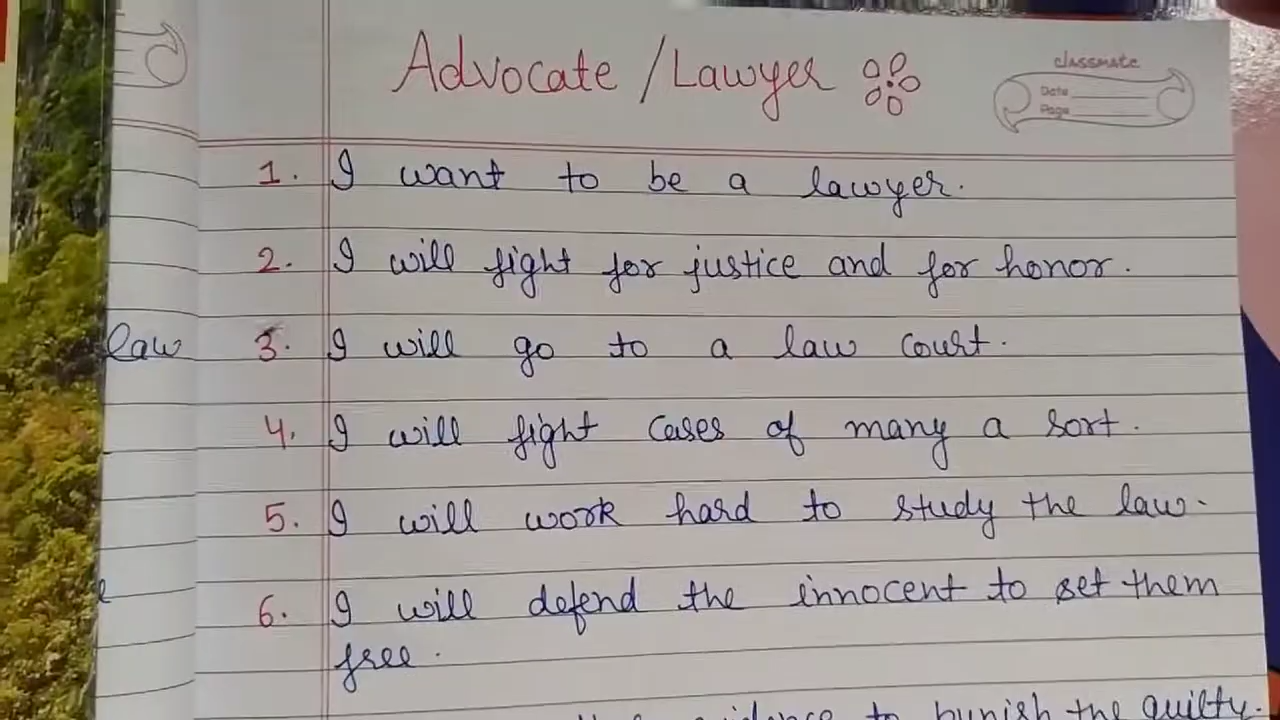 Advocate / Lawyer
classmate
Date
Page
1. I want to be a lawyer.
2. I will fight for justice and for honor.
law
3. I will go to a law court.
4. I will fight cases of many a sort.
5. I will work hard to study the law.
6. I will defend the innocent to set them
free.
to punish the guilty.